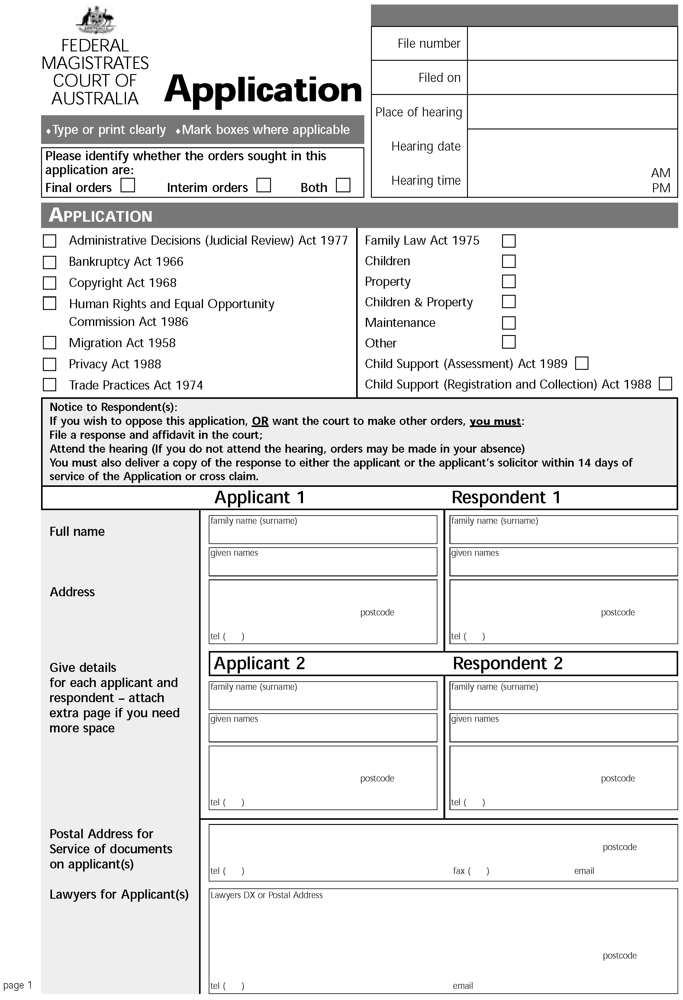 FEDERAL
MAGISTRATES
COURT OF
AUSTRALIA
Application
♦Type or print clearly ♦Mark boxes where applicable
Please identify whether the orders sought in this
application are:
Final orders Interim orders Both
File number
Filed on
Place of hearing
Hearing date
Hearing time
AM
PM
APPLICATION
Administrative Decisions (Judicial Review) Act 1977
Bankruptcy Act 1966
Copyright Act 1968
Human Rights and Equal Opportunity
Commission Act 1986
Migration Act 1958
Privacy Act 1988
Trade Practices Act 1974
Family Law Act 1975
Children
Property
Children & Property
Maintenance
Other
Child Support (Assessment) Act 1989
Child Support (Registration and Collection) Act 1988
Notice to Respondent(s):
If you wish to oppose this application, OR want the court to make other orders, you must:
File a response and affidavit in the court;
Attend the hearing (If you do not attend the hearing, orders may be made in your absence)
You must also deliver a copy of the response to either the applicant or the applicant's solicitor within 14 days of
service of the Application or cross claim.
Applicant 1 Respondent 1
Full name
family name (surname) family name (surname)
given names given names
Address
postcode postcode
tel ( ) tel ( )
Applicant 2 Respondent 2
Give details
for each applicant and
respondent – attach
extra page if you need
more space
family name (surname) family name (surname)
given names given names
postcode postcode
tel ( ) tel ( )
Postal Address for
Service of documents
on applicant(s)
postcode
tel ( ) fax ( ) email
Lawyers for Applicant(s)
Lawyers DX or Postal Address
postcode
tel ( ) email
page 1